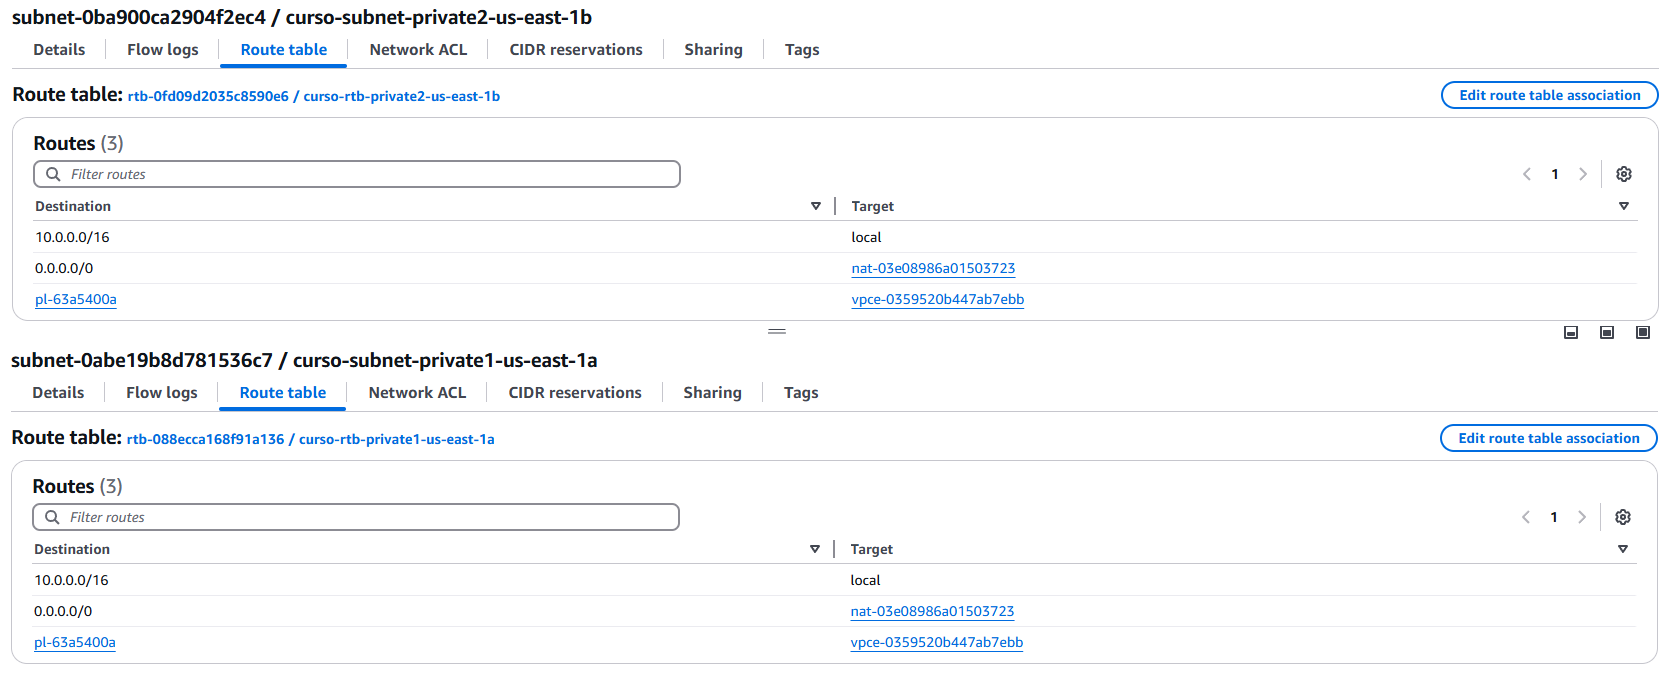 subnet-0ba900ca2904f2ec4 / curso-subnet-private2-us-east-1b
Details Flow logs Route table Network ACL CIDR reservations Sharing Tags
Route table: rtb-0fd09d2035c8590e6 / curso-rtb-private2-us-east-1b Edit route table association
Routes (3)
Filter routes 1
Destination Target
10.0.0.0/16 local
0.0.0.0/0 nat-03e08986a01503723
pl-63a5400a vpce-0359520b447ab7ebb
subnet-0abe19b8d781536c7 / curso-subnet-private1-us-east-1a
Details Flow logs Route table Network ACL CIDR reservations Sharing Tags
Route table: rtb-088ecca168f91a136 / curso-rtb-private1-us-east-1a Edit route table association
Routes (3)
Filter routes 1
Destination Target
10.0.0.0/16 local
0.0.0.0/0 nat-03e08986a01503723
pl-63a5400a vpce-0359520b447ab7ebb